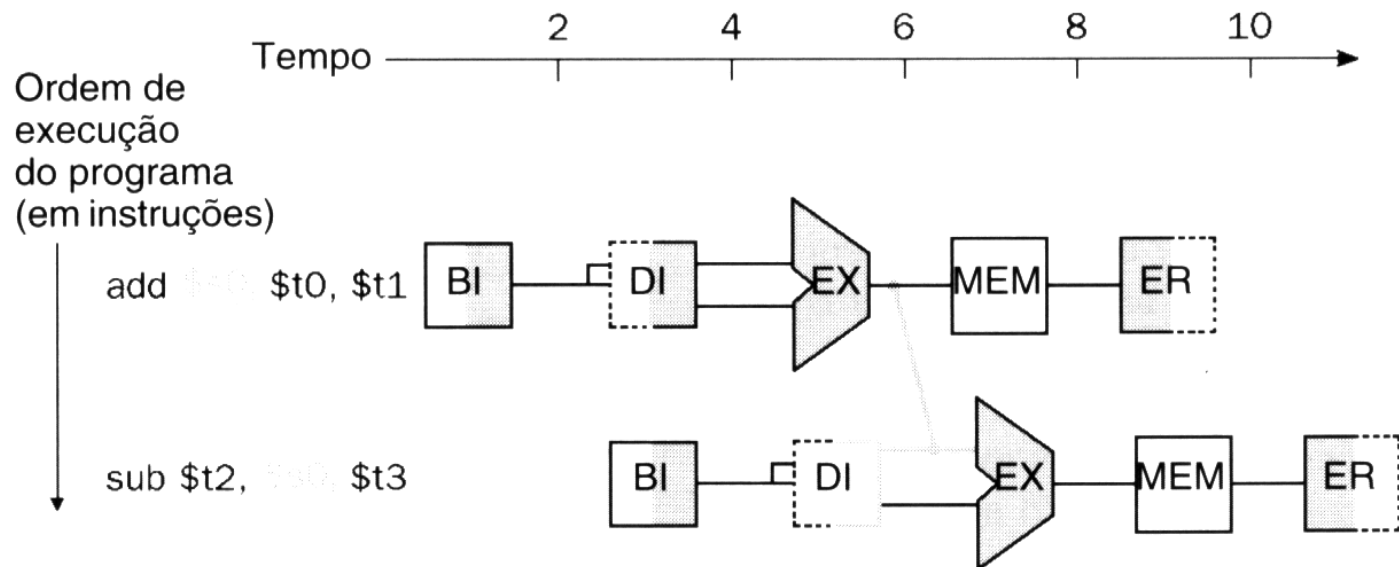 2 4 6 8 10
Tempo
Ordem de
execução
do programa
(em instruções)
add $t0, $t1 BI DI EX MEM ER
sub $t2, $t3 BI DI EX MEM ER